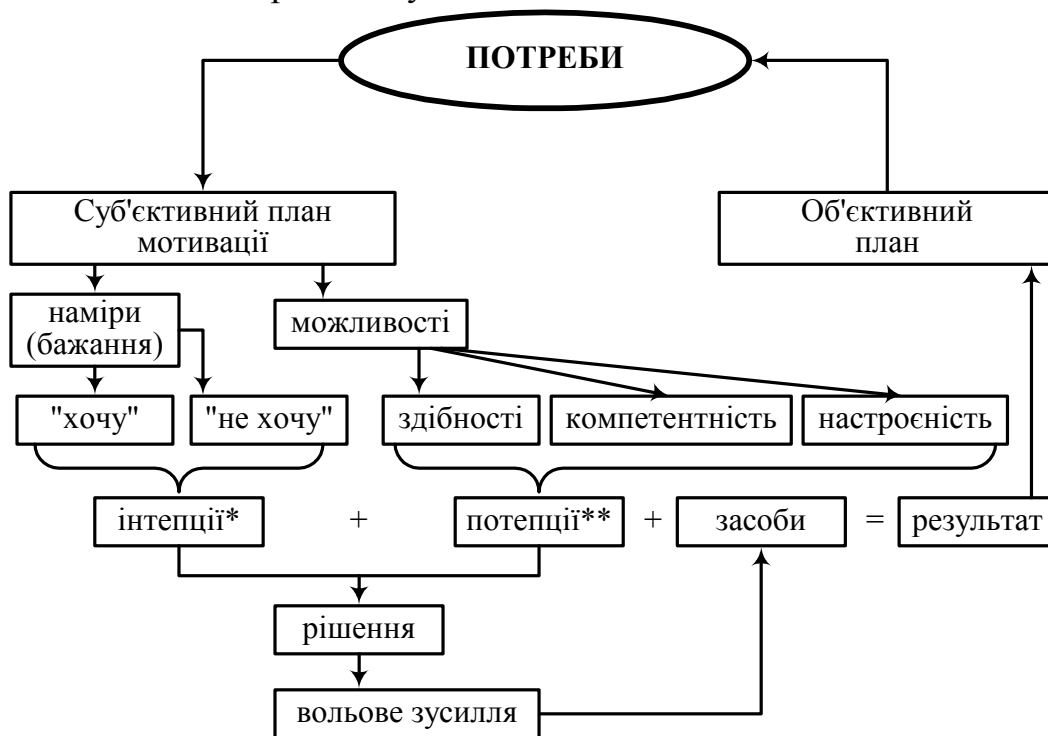 ПОТРЕБИ
Суб'єктивний план
мотивації
Об'єктивний
план
наміри
(бажання)
можливості
"хочу"
"не хочу"
здібності
компетентність
настроєність
інтепції* + потепції** + засоби = результат
рішення
вольове зусилля